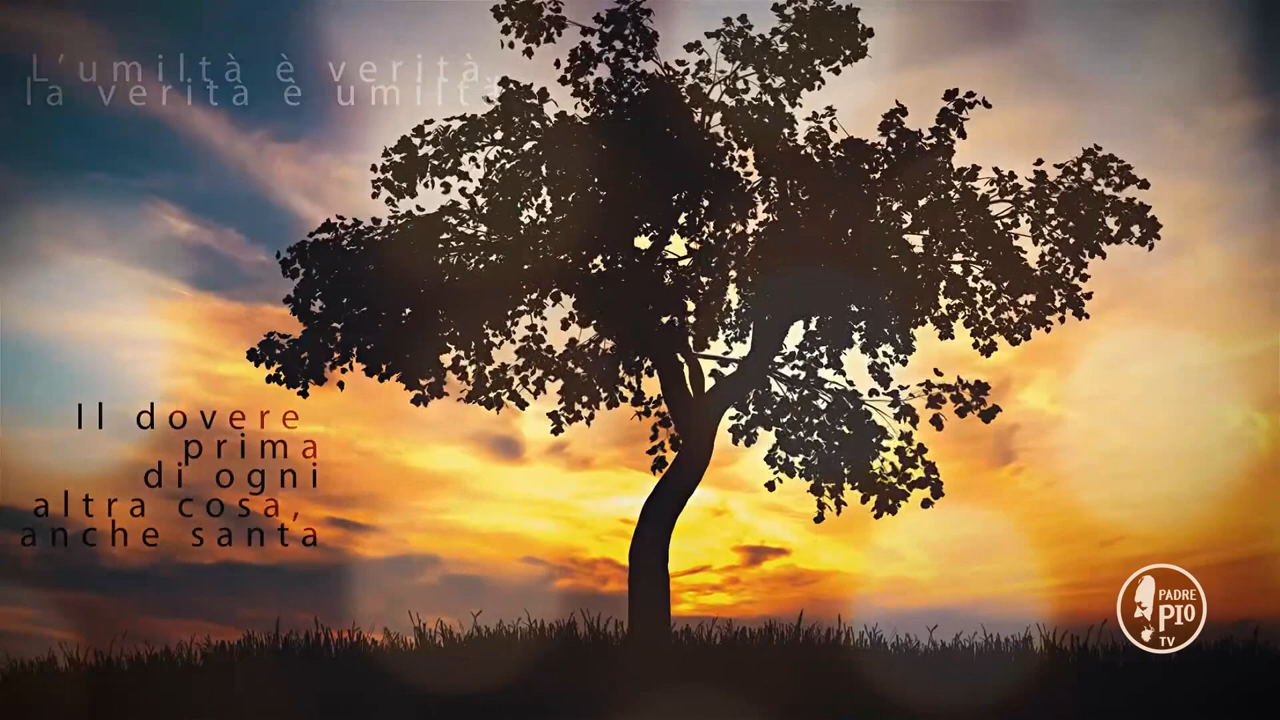 L'umiltà è verità,
la verità è umiltà
Il dovere
prima
di ogni
altra cosa,
anche santa
PADRE
PIO
TV